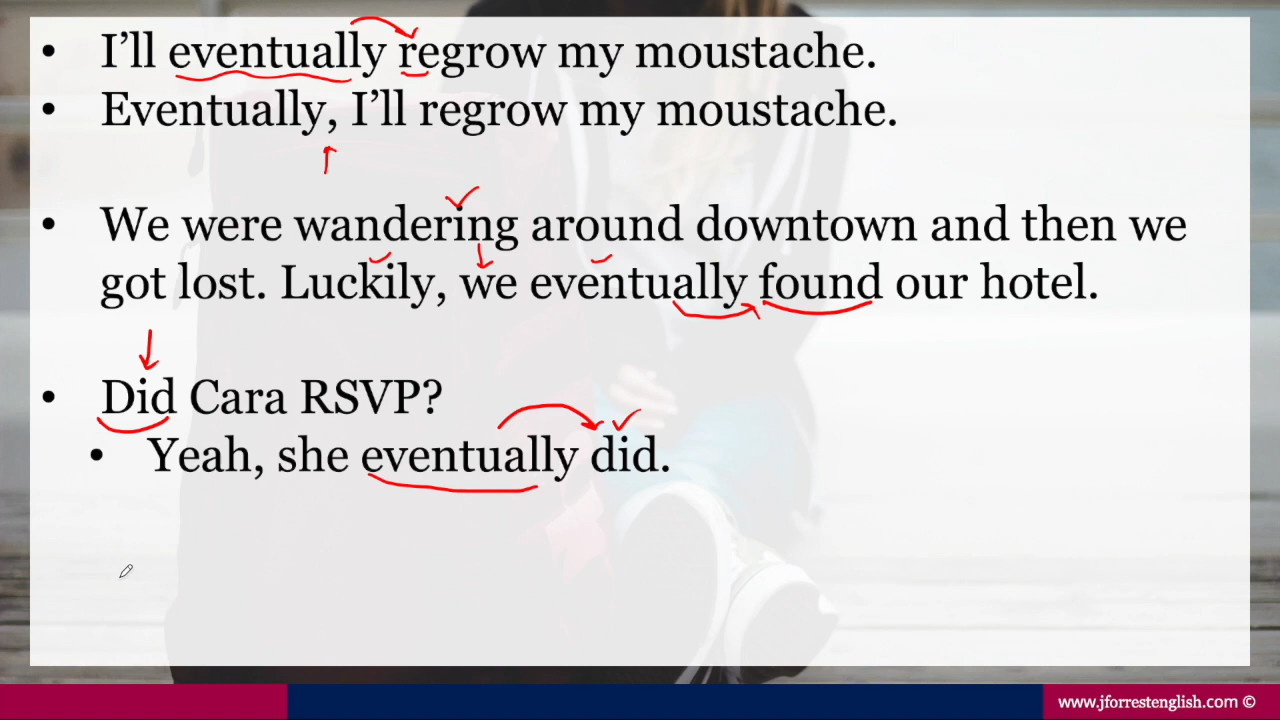 • I’ll eventually regrow my moustache.
• Eventually, I’ll regrow my moustache.
• We were wandering around downtown and then we
got lost. Luckily, we eventually found our hotel.
• Did Cara RSVP?
• Yeah, she eventually did.
www.jforrestenglish.com ©